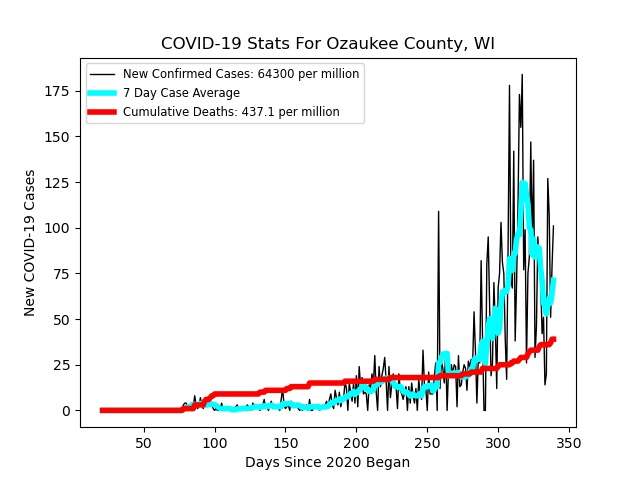 COVID-19 Stats For Ozaukee County, WI
New Confirmed Cases: 64300 per million
7 Day Case Average
Cumulative Deaths: 437.1 per million
New COVID-19 Cases
175
150
125
100
75
50
25
0
50
100
150
200
250
300
350
Days Since 2020 Began